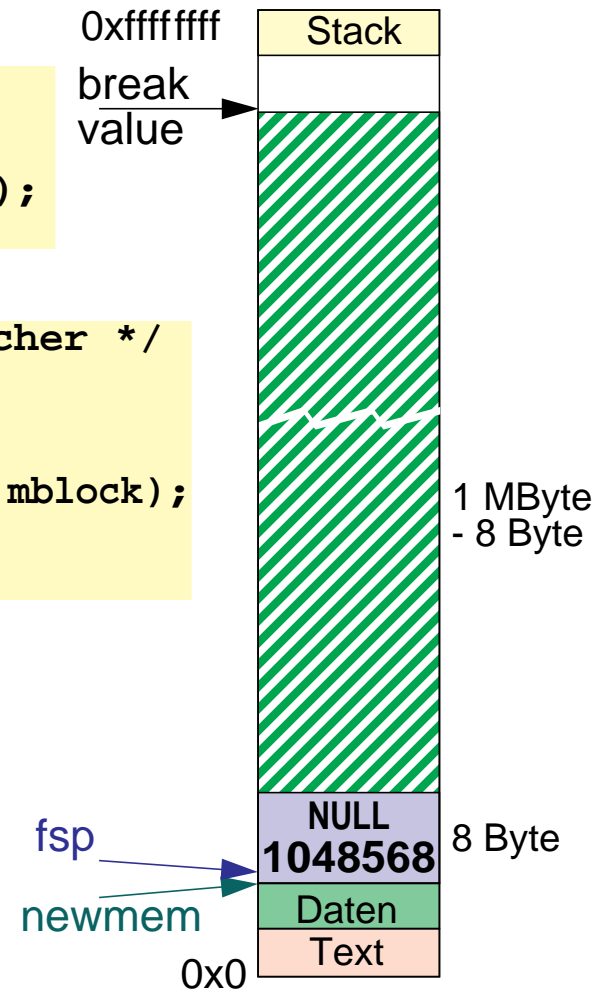 0xffffffff
Stack
break
value
);
cher */
mblock);
1 MByte
- 8 Byte
NULL
1048568
8 Byte
fsp
newmem
Daten
Text
0x0